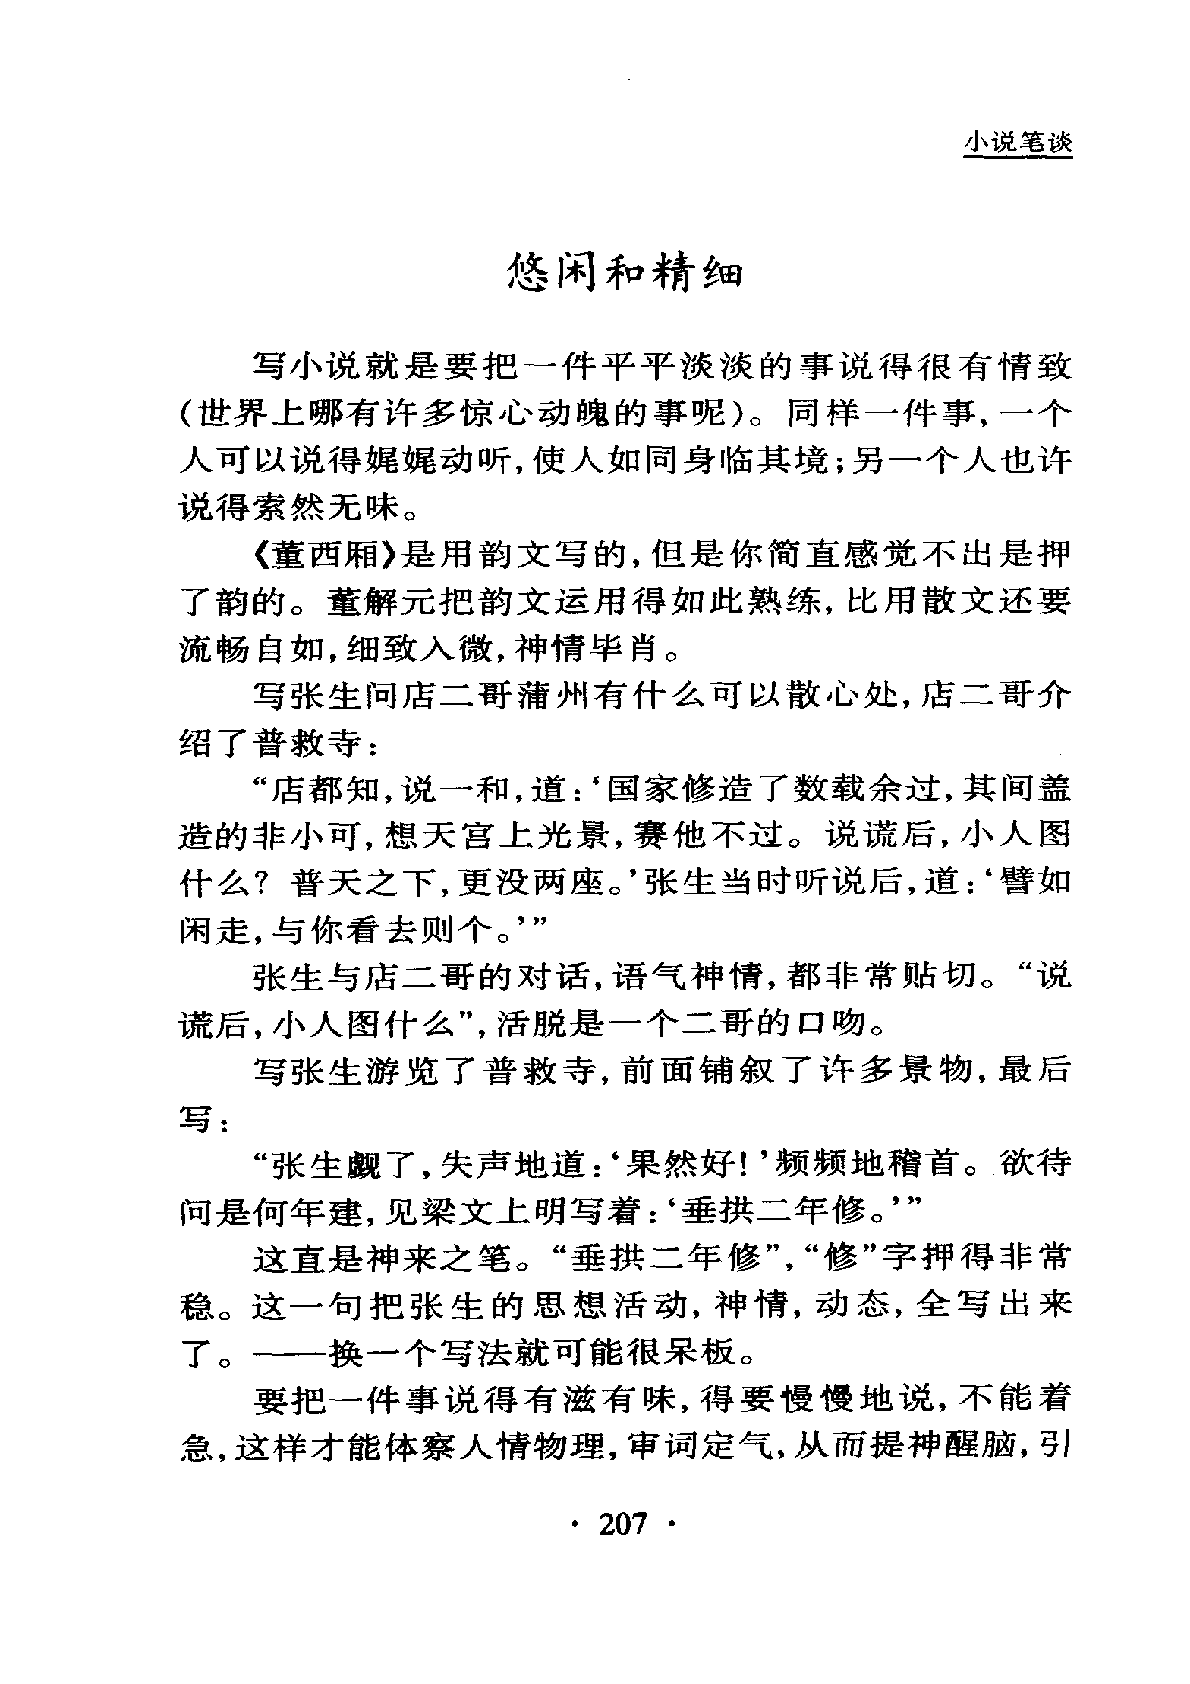 小说笔谈
悠闲和精细
写小说就是要把一件平平淡淡的事说得很有情致
(世界上哪有许多惊心动魄的事呢)。同样一件事,一个
人可以说得娓娓动听,使人如同身临其境;另一个人也许
说得索然无味。
《董西厢》是用韵文写的,但是你简直感觉不出是押
了韵的。董解元把韵文运用得如此熟练,比用散文还要
流畅自如,细致入微,神情毕肖。
写张生问店二哥蒲州有什么可以散心处,店二哥介
绍了普救寺:
“店都知,说一和,道:‘国家修造了数载余过,其间盖
造的非小可,想天宫上光景,赛他不过。说谎后,小人图
什么? 普天之下,更没两座。’张生当时听说后,道:‘譬如
闲走,与你看去则个。’”
张生与店二哥的对话,语气神情,都非常贴切。“说
谎后,小人图什么”,活脱是一个二哥的口吻。
写张生游览了普救寺,前面铺叙了许多景物,最后
写:
“张生觑了,失声地道:‘果然好!’频频地稽首。欲待
问是何年建,见梁文上明写着:‘垂拱二年修。’”
这直是神来之笔。“垂拱二年修”,“修”字押得非常
稳。这一句把张生的思想活动,神情,动态,全写出来
了。——换一个写法就可能很呆板。
要把一件事说得有滋有味,得要慢慢地说,不能着
急,这样才能体察人情物理,审词定气,从而提神醒脑,引
· 207 ·